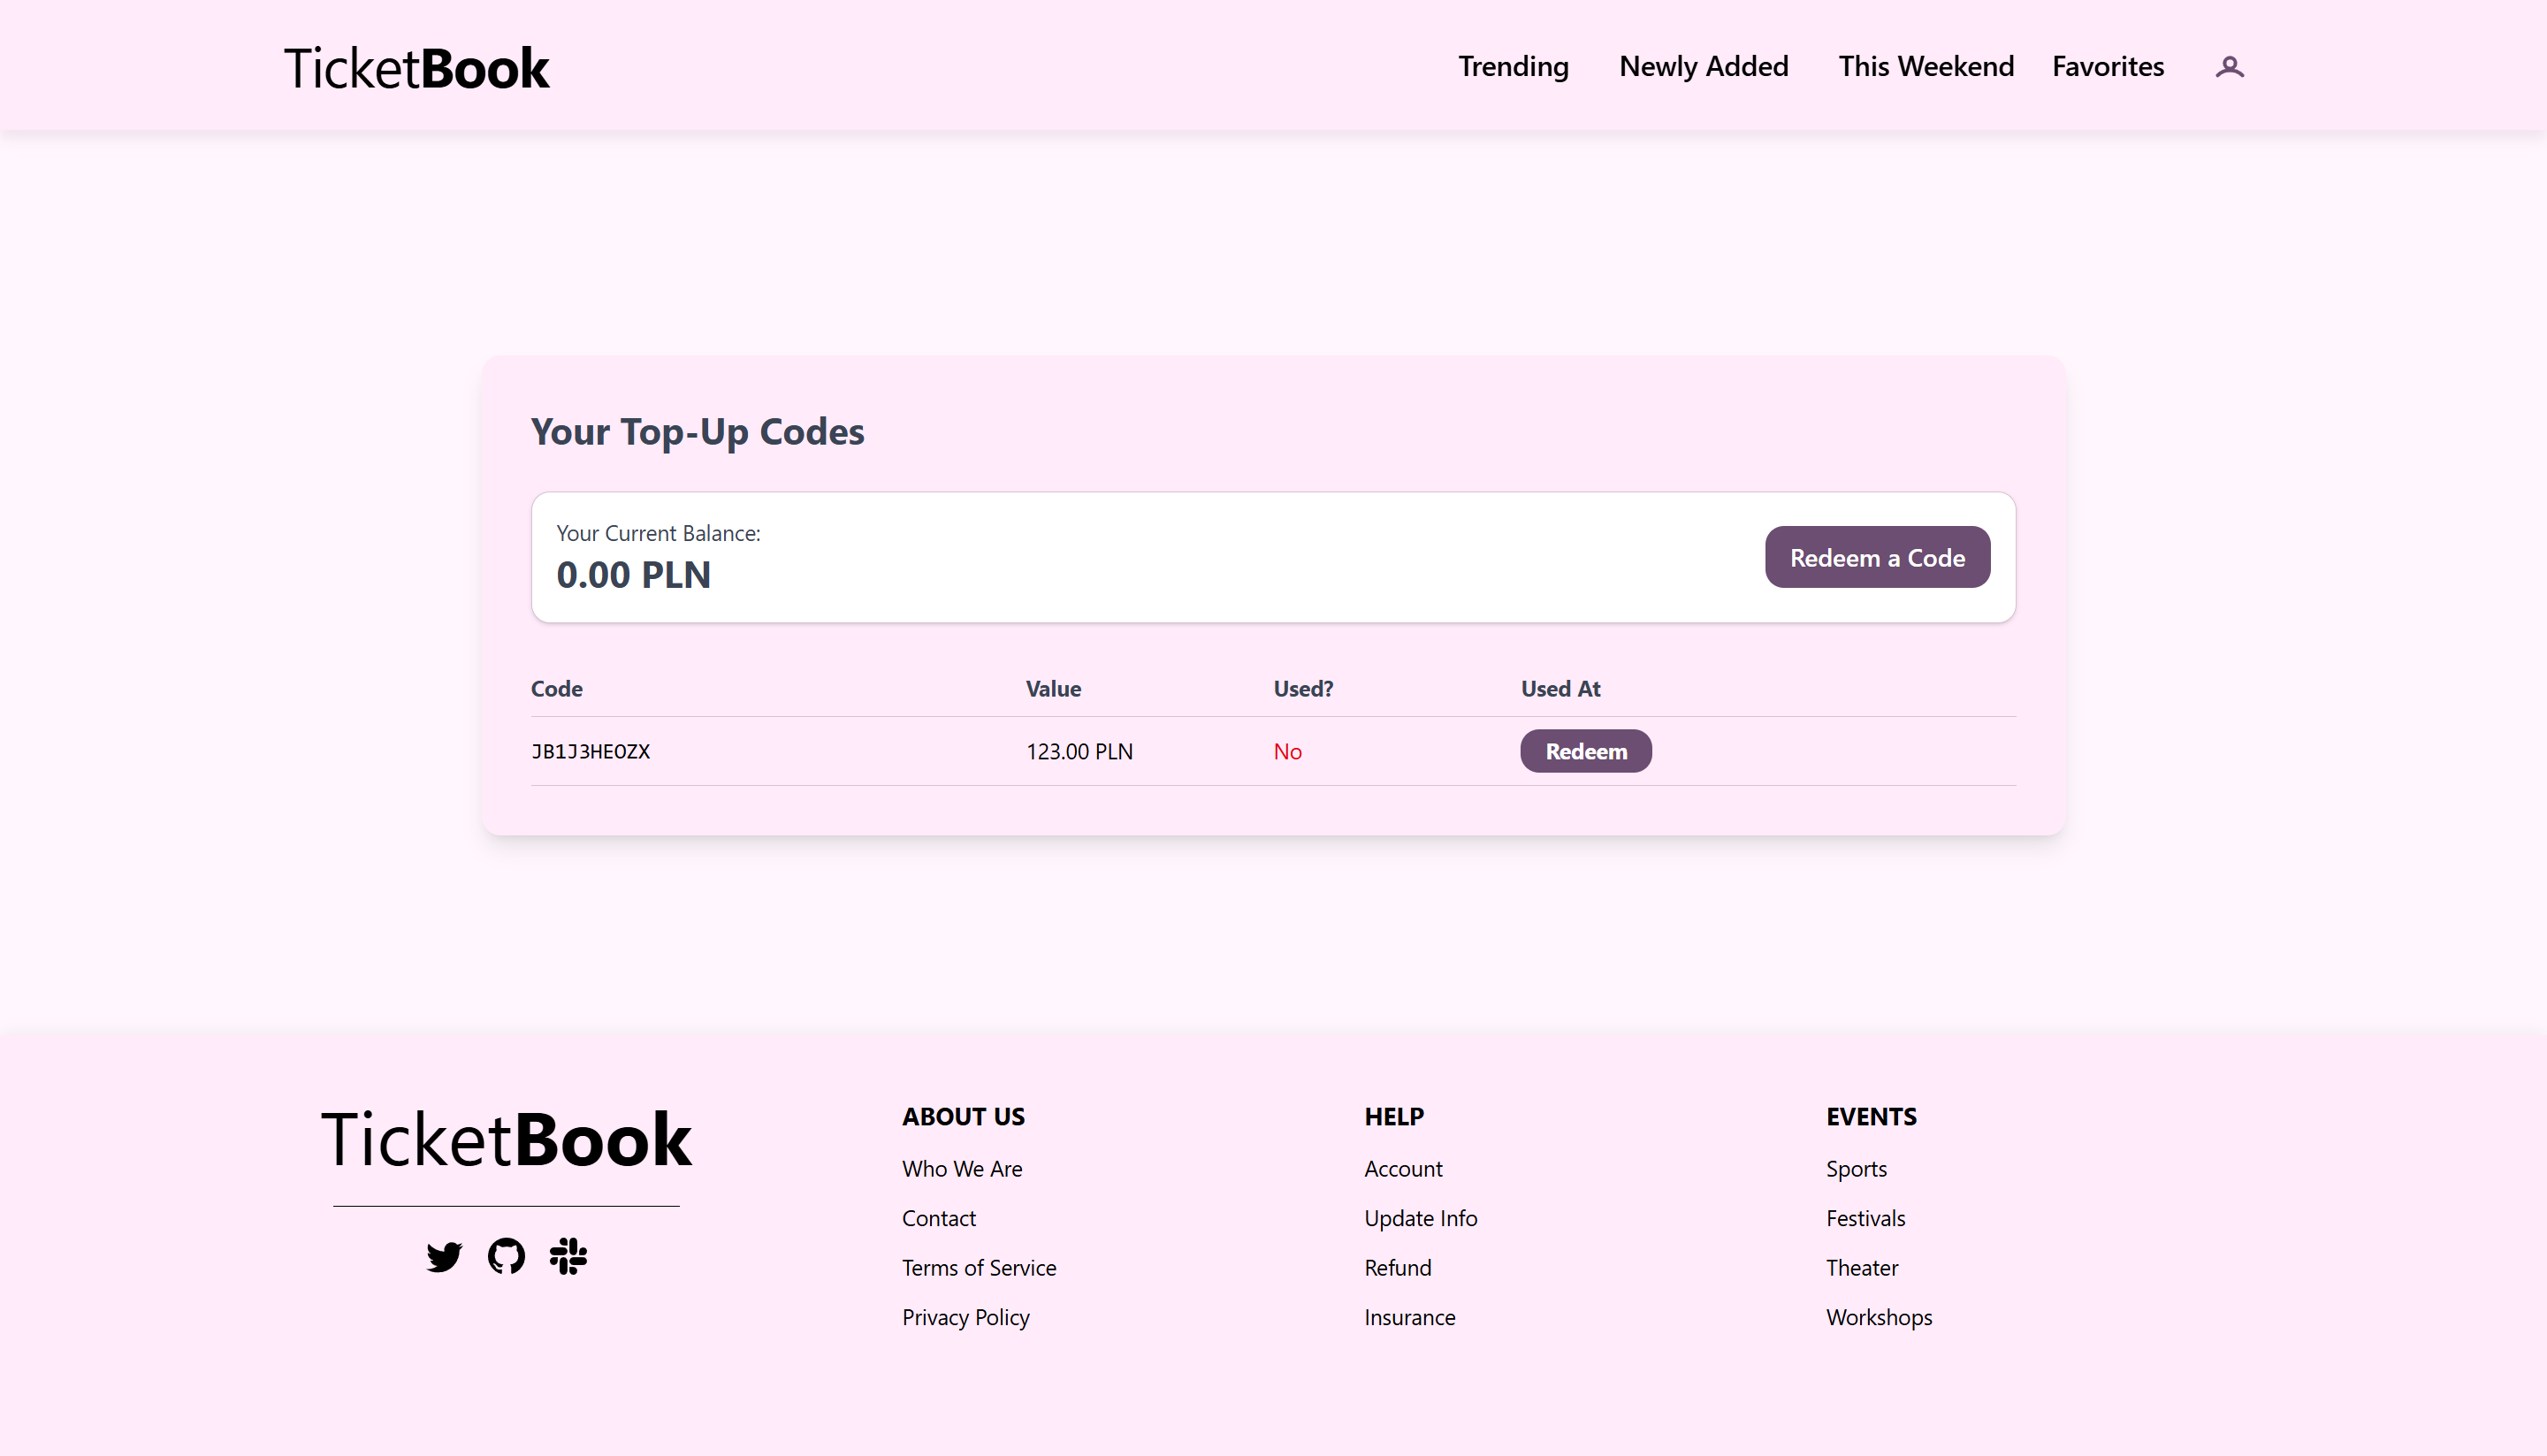 TicketBook
Trending Newly Added This Weekend Favorites
Your Top-Up Codes
Your Current Balance:
0.00 PLN
Redeem a Code
Code Value Used? Used At
JB1J3HEOZX 123.00 PLN No Redeem
TicketBook
ABOUT US
Who We Are
Contact
Terms of Service
Privacy Policy
HELP
Account
Update Info
Refund
Insurance
EVENTS
Sports
Festivals
Theater
Workshops